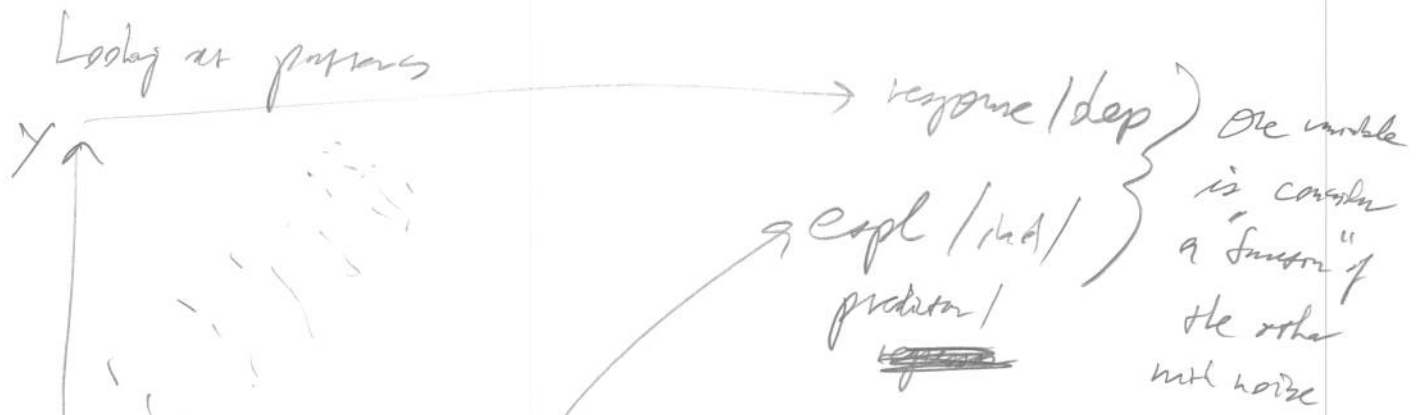 Looking at patterns
Y
response / dep
expl / ind /
predictor /
One variable
is consider
a "function" of
the other
with noise